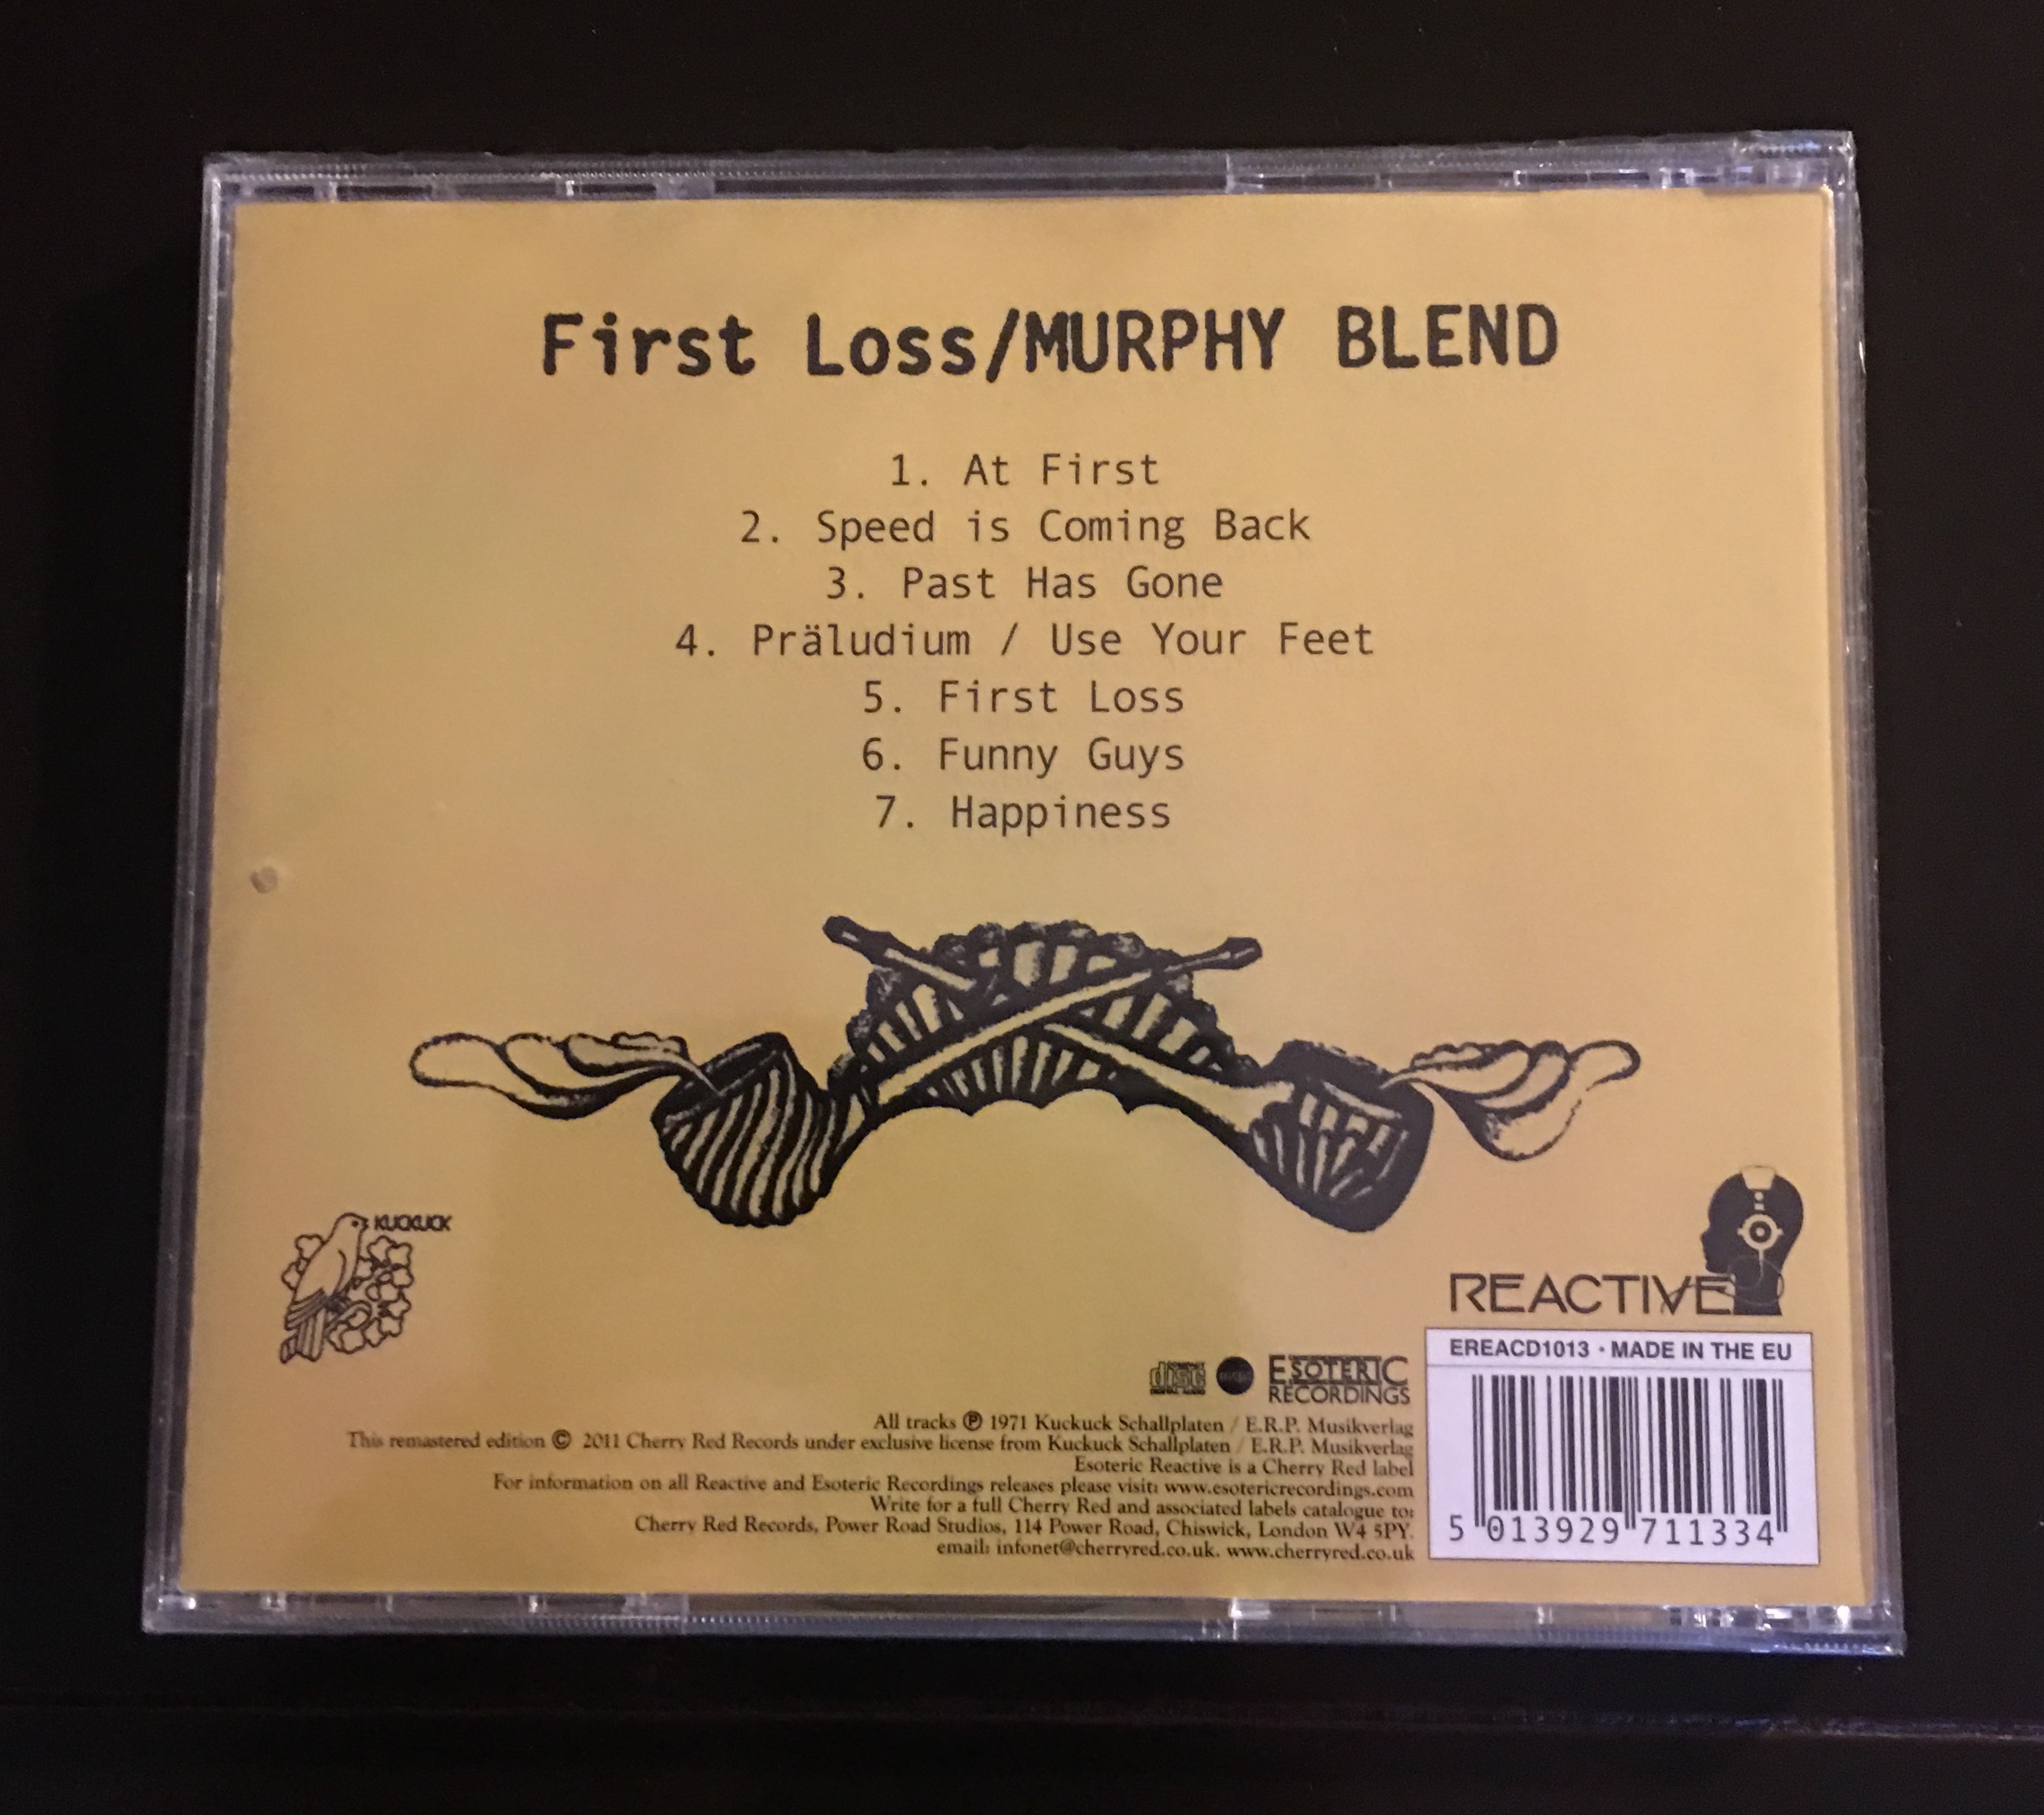 First Loss/MURPHY BLEND
1. At First
2. Speed is Coming Back
3. Past Has Gone
4. Präludium / Use Your Feet
5. First Loss
6. Funny Guys
7. Happiness
KUCKUCK
REACTIVE
EREACD1013 · MADE IN THE EU
COMPACT
disc
DIGITAL AUDIO
ESOTERIC
RECORDINGS
All tracks ℗ 1971 Kuckuck Schallplaten / E.R.P. Musikverlag
This remastered edition © 2011 Cherry Red Records under exclusive license from Kuckuck Schallplaten / E.R.P. Musikverlag
Esoteric Reactive is a Cherry Red label
For information on all Reactive and Esoteric Recordings releases please visit: www.esotericrecordings.com
Write for a full Cherry Red and associated labels catalogue to:
Cherry Red Records, Power Road Studios, 114 Power Road, Chiswick, London W4 5PY.
email: infonet@cherryred.co.uk. www.cherryred.co.uk
5 013929 711334